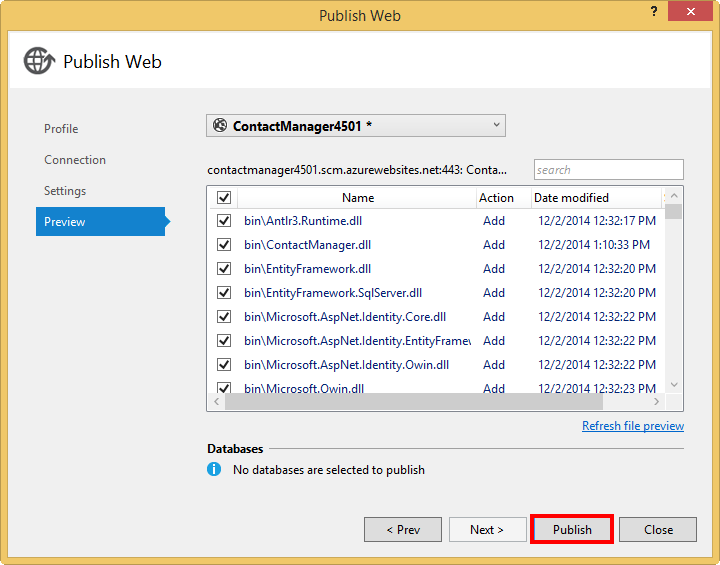 Publish Web
?
Publish Web
Profile
Connection
Settings
Preview
ContactManager4501 *
contactmanager4501.scm.azurewebsites.net:443: Conta...
search
Name Action Date modified
bin\Antlr3.Runtime.dll Add 12/2/2014 12:32:17 PM
bin\ContactManager.dll Add 12/2/2014 1:10:33 PM
bin\EntityFramework.dll Add 12/2/2014 12:32:20 PM
bin\EntityFramework.SqlServer.dll Add 12/2/2014 12:32:20 PM
bin\Microsoft.AspNet.Identity.Core.dll Add 12/2/2014 12:32:22 PM
bin\Microsoft.AspNet.Identity.EntityFramew Add 12/2/2014 12:32:22 PM
bin\Microsoft.AspNet.Identity.Owin.dll Add 12/2/2014 12:32:22 PM
bin\Microsoft.Owin.dll Add 12/2/2014 12:32:23 PM
Refresh file preview
Databases
No databases are selected to publish
< Prev Next > Publish Close